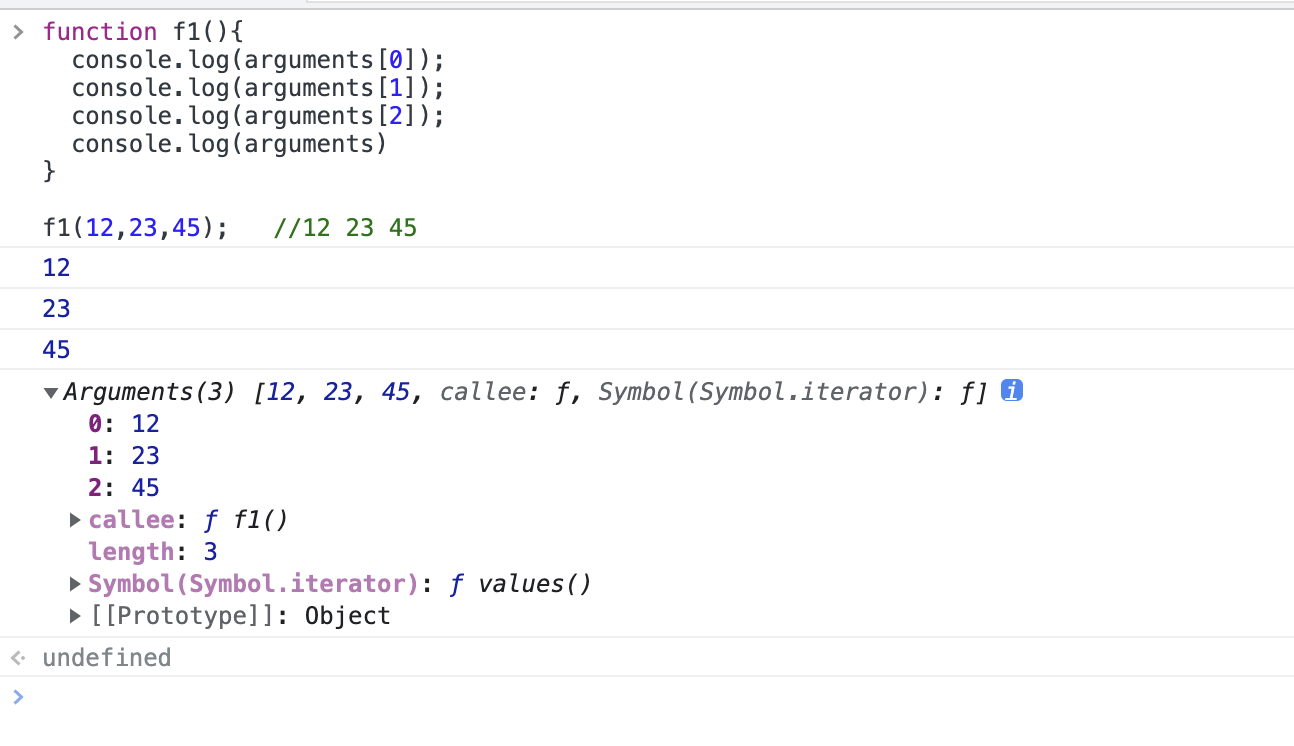 function f1(){
  console.log(arguments[0]);
  console.log(arguments[1]);
  console.log(arguments[2]);
  console.log(arguments)
}
f1(12,23,45);   //12 23 45
12
23
45
Arguments(3) [12, 23, 45, callee: ƒ, Symbol(Symbol.iterator): ƒ] i
0: 12
1: 23
2: 45
callee: ƒ f1()
length: 3
Symbol(Symbol.iterator): ƒ values()
[[Prototype]]: Object
undefined